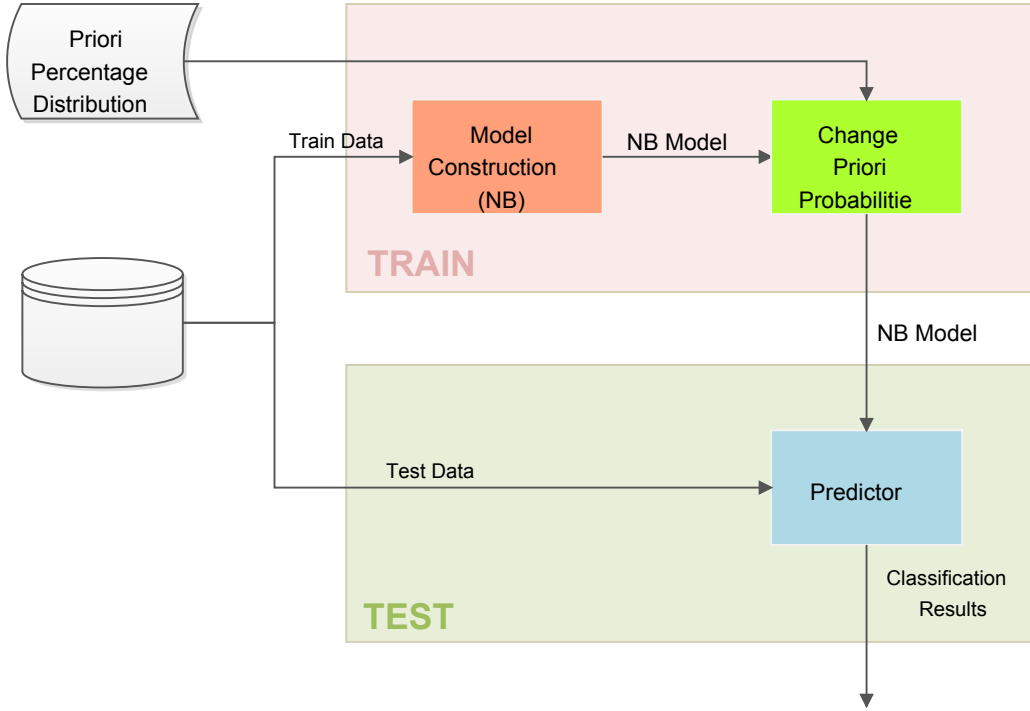 Priori
Percentage
Distribution
Train Data
Model
Construction
(NB)
NB Model
Change
Priori
Probabilitie
TRAIN
NB Model
Test Data
Predictor
Classification
Results
TEST